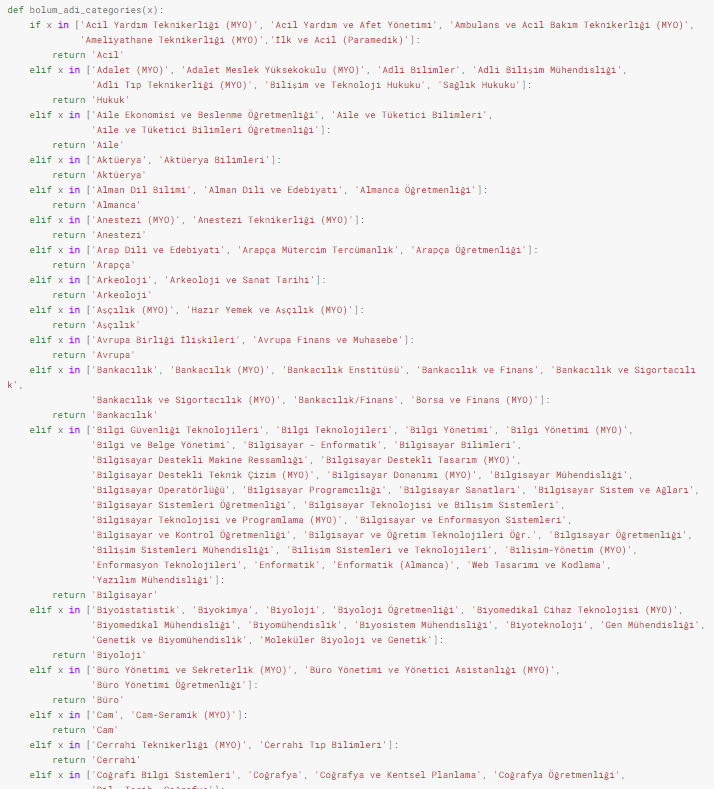 def bolum_adi_categories(x):
    if x in ['Acil Yardım Teknikerliği (MYO)', 'Acil Yardım ve Afet Yönetimi', 'Ambulans ve Acil Bakım Teknikerliği (MYO)',
             'Ameliyathane Teknikerliği (MYO)','İlk ve Acil (Paramedik)']:
        return 'Acil'
    elif x in ['Adalet (MYO)', 'Adalet Meslek Yüksekokulu (MYO)', 'Adli Bilimler', 'Adli Bilişim Mühendisliği',
               'Adli Tıp Teknikerliği (MYO)', 'Bilişim ve Teknoloji Hukuku', 'Sağlık Hukuku']:
        return 'Hukuk'
    elif x in ['Aile Ekonomisi ve Beslenme Öğretmenliği', 'Aile ve Tüketici Bilimleri',
               'Aile ve Tüketici Bilimleri Öğretmenliği']:
        return 'Aile'
    elif x in ['Aktüerya', 'Aktüerya Bilimleri']:
        return 'Aktüerya'
    elif x in ['Alman Dil Bilimi', 'Alman Dili ve Edebiyatı', 'Almanca Öğretmenliği']:
        return 'Almanca'
    elif x in ['Anestezi (MYO)', 'Anestezi Teknikerliği (MYO)']:
        return 'Anestezi'
    elif x in ['Arap Dili ve Edebiyatı', 'Arapça Mütercim Tercümanlık', 'Arapça Öğretmenliği']:
        return 'Arapça'
    elif x in ['Arkeoloji', 'Arkeoloji ve Sanat Tarihi']:
        return 'Arkeoloji'
    elif x in ['Aşçılık (MYO)', 'Hazır Yemek ve Aşçılık (MYO)']:
        return 'Aşçılık'
    elif x in ['Avrupa Birliği İlişkileri', 'Avrupa Finans ve Muhasebe']:
        return 'Avrupa'
    elif x in ['Bankacılık', 'Bankacılık (MYO)', 'Bankacılık Enstitüsü', 'Bankacılık ve Finans', 'Bankacılık ve Sigortacılı
k',
               'Bankacılık ve Sigortacılık (MYO)', 'Bankacılık/Finans', 'Borsa ve Finans (MYO)']:
        return 'Bankacılık'
    elif x in ['Bilgi Güvenliği Teknolojileri', 'Bilgi Teknolojileri', 'Bilgi Yönetimi', 'Bilgi Yönetimi (MYO)',
               'Bilgi ve Belge Yönetimi', 'Bilgisayar - Enformatik', 'Bilgisayar Bilimleri',
               'Bilgisayar Destekli Makine Ressamlığı', 'Bilgisayar Destekli Tasarım (MYO)',
               'Bilgisayar Destekli Teknik Çizim (MYO)', 'Bilgisayar Donanımı (MYO)', 'Bilgisayar Mühendisliği',
               'Bilgisayar Operatörlüğü', 'Bilgisayar Programcılığı', 'Bilgisayar Sanatları', 'Bilgisayar Sistem ve Ağları',
               'Bilgisayar Sistemleri Öğretmenliği', 'Bilgisayar Teknolojisi ve Bilişim Sistemleri',
               'Bilgisayar Teknolojisi ve Programlama (MYO)', 'Bilgisayar ve Enformasyon Sistemleri',
               'Bilgisayar ve Kontrol Öğretmenliği', 'Bilgisayar ve Öğretim Teknolojileri Öğr.', 'Bilgisayar Öğretmenliği',
               'Bilişim Sistemleri Mühendisliği', 'Bilişim Sistemleri ve Teknolojileri', 'Bilişim-Yönetim (MYO)',
               'Enformasyon Teknolojileri', 'Enformatik', 'Enformatik (Almanca)', 'Web Tasarımı ve Kodlama',
               'Yazılım Mühendisliği']:
        return 'Bilgisayar'
    elif x in ['Biyoistatistik', 'Biyokimya', 'Biyoloji', 'Biyoloji Öğretmenliği', 'Biyomedikal Cihaz Teknolojisi (MYO)',
               'Biyomedikal Mühendisliği', 'Biyomühendislik', 'Biyosistem Mühendisliği', 'Biyoteknoloji', 'Gen Mühendisliği',
               'Genetik ve Biyomühendislik', 'Moleküler Biyoloji ve Genetik']:
        return 'Biyoloji'
    elif x in ['Büro Yönetimi ve Sekreterlik (MYO)', 'Büro Yönetimi ve Yönetici Asistanlığı (MYO)',
               'Büro Yönetimi Öğretmenliği']:
        return 'Büro'
    elif x in ['Cam', 'Cam-Seramik (MYO)']:
        return 'Cam'
    elif x in ['Cerrahi Teknikerliği (MYO)', 'Cerrahi Tıp Bilimleri']:
        return 'Cerrahi'
    elif x in ['Coğrafi Bilgi Sistemleri', 'Coğrafya', 'Coğrafya ve Kentsel Planlama', 'Coğrafya Öğretmenliği',